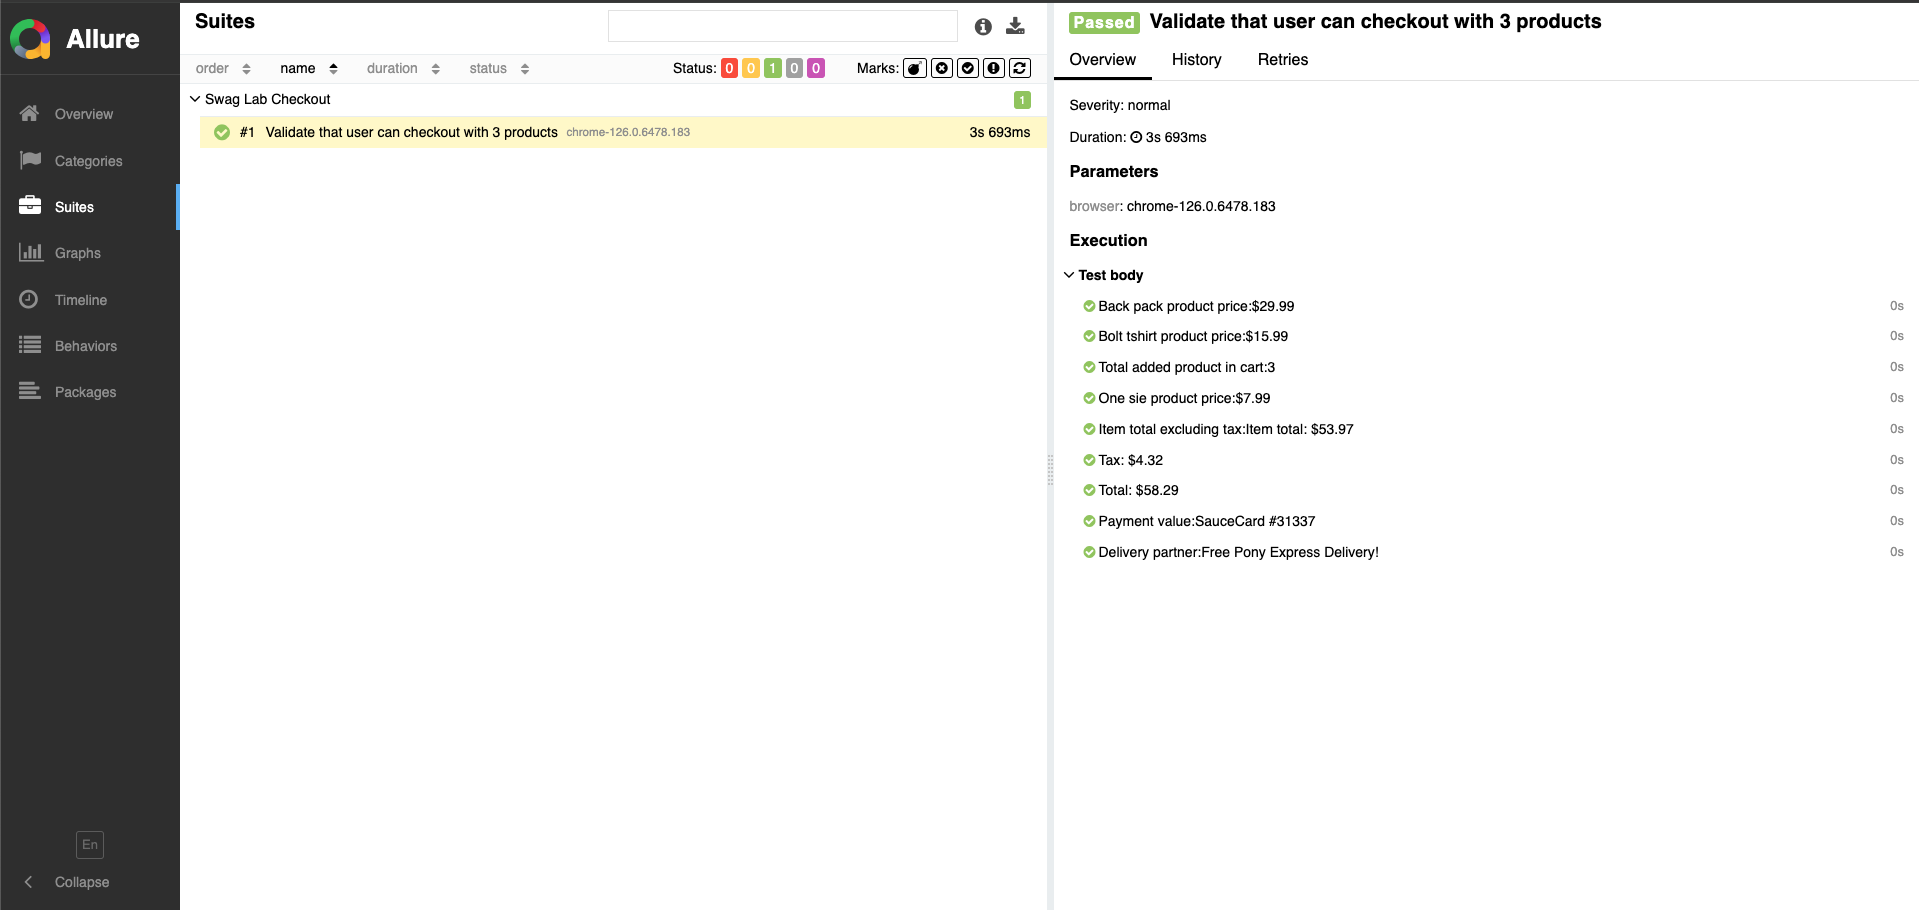 Allure
Overview
Categories
Suites
Graphs
Timeline
Behaviors
Packages
En
Collapse
Suites
order name duration status Status: 0 0 1 0 0 Marks:
Swag Lab Checkout 1
#1 Validate that user can checkout with 3 products chrome-126.0.6478.183 3s 693ms
Passed Validate that user can checkout with 3 products
Overview History Retries
Severity: normal
Duration: 3s 693ms
Parameters
browser: chrome-126.0.6478.183
Execution
Test body
Back pack product price:$29.99 0s
Bolt tshirt product price:$15.99 0s
Total added product in cart:3 0s
One sie product price:$7.99 0s
Item total excluding tax:Item total: $53.97 0s
Tax: $4.32 0s
Total: $58.29 0s
Payment value:SauceCard #31337 0s
Delivery partner:Free Pony Express Delivery! 0s